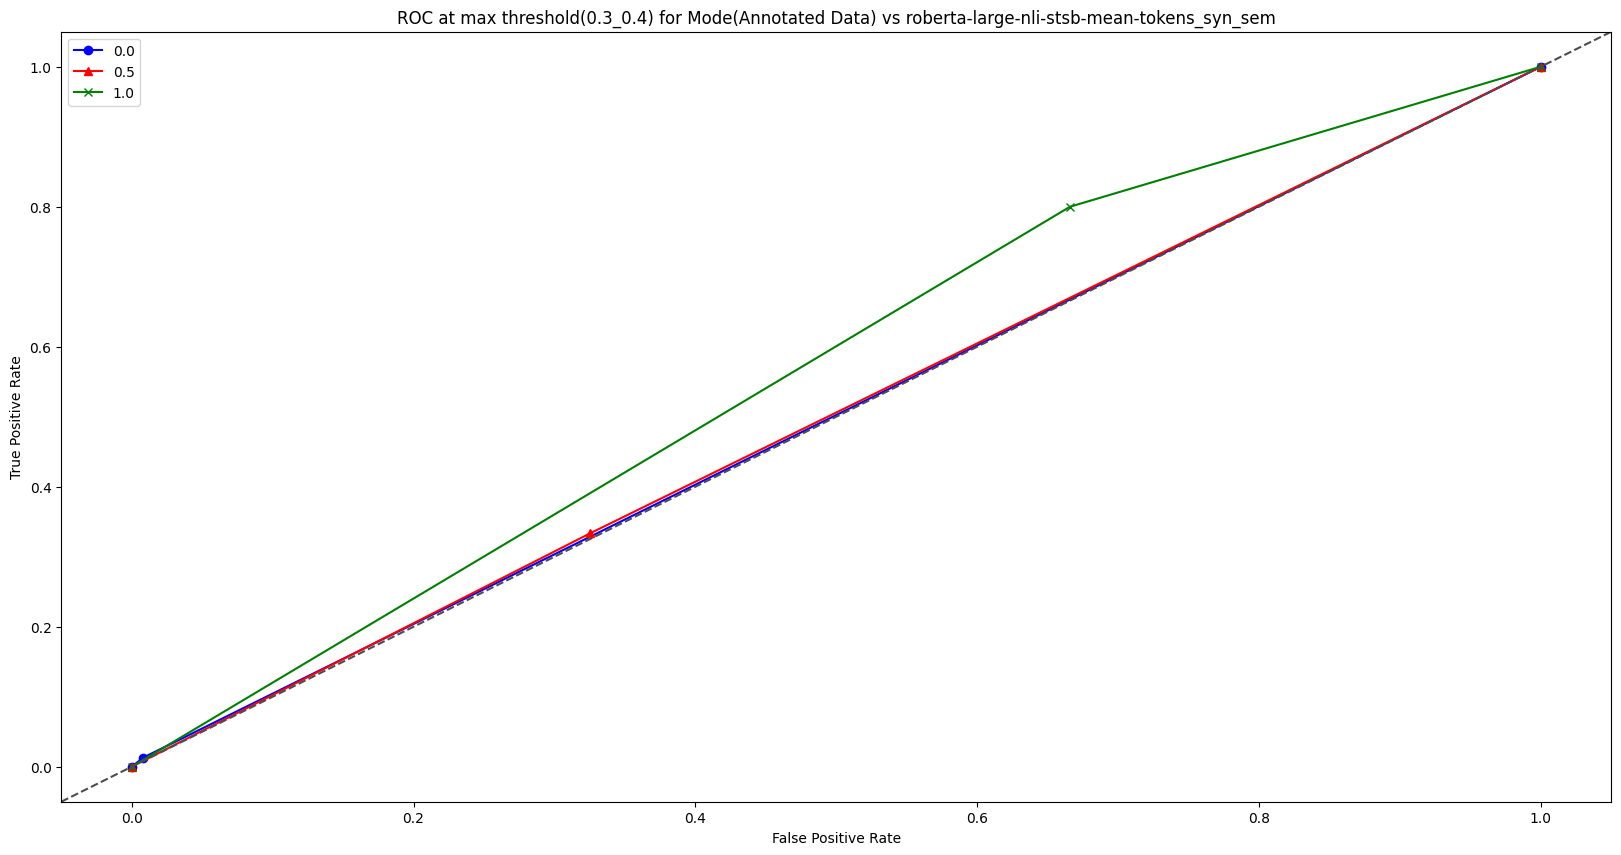 ROC at max threshold(0.3_0.4) for Mode(Annotated Data) vs roberta-large-nli-stsb-mean-tokens_syn_sem
0.0
0.5
1.0
True Positive Rate
1.0
0.8
0.6
0.4
0.2
0.0
0.0 0.2 0.4 0.6 0.8 1.0
False Positive Rate